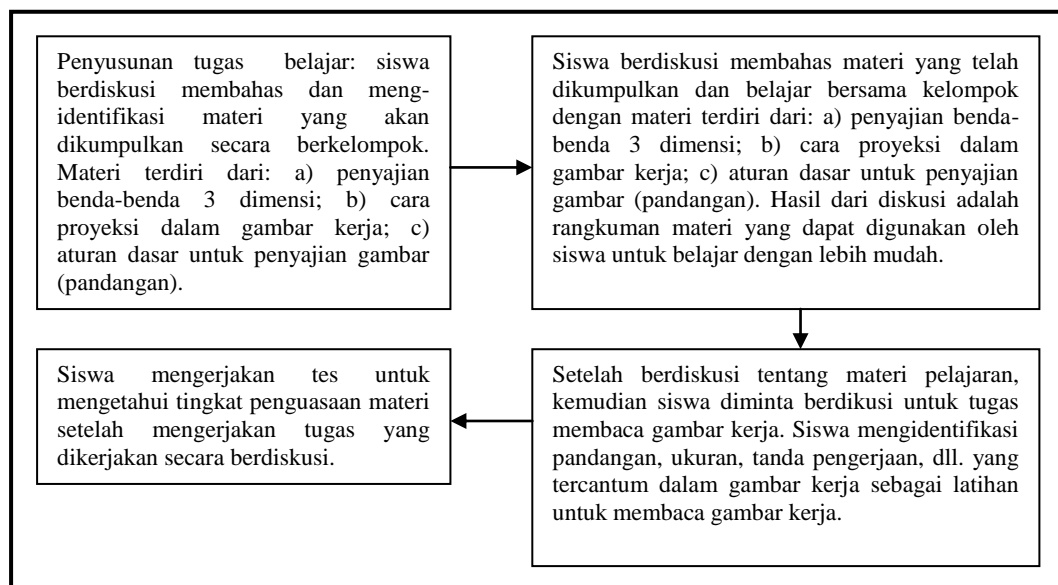 Penyusunan tugas belajar: siswa
berdiskusi membahas dan meng-
identifikasi materi yang akan
dikumpulkan secara berkelompok.
Materi terdiri dari: a) penyajian
benda-benda 3 dimensi; b) cara
proyeksi dalam gambar kerja; c)
aturan dasar untuk penyajian gambar
(pandangan).
Siswa berdiskusi membahas materi yang telah
dikumpulkan dan belajar bersama kelompok
dengan materi terdiri dari: a) penyajian benda-
benda 3 dimensi; b) cara proyeksi dalam
gambar kerja; c) aturan dasar untuk penyajian
gambar (pandangan). Hasil dari diskusi adalah
rangkuman materi yang dapat digunakan oleh
siswa untuk belajar dengan lebih mudah.
Setelah berdiskusi tentang materi pelajaran,
kemudian siswa diminta berdikusi untuk tugas
membaca gambar kerja. Siswa mengidentifikasi
pandangan, ukuran, tanda pengerjaan, dll. yang
tercantum dalam gambar kerja sebagai latihan
untuk membaca gambar kerja.
Siswa mengerjakan tes untuk
mengetahui tingkat penguasaan materi
setelah mengerjakan tugas yang
dikerjakan secara berdiskusi.